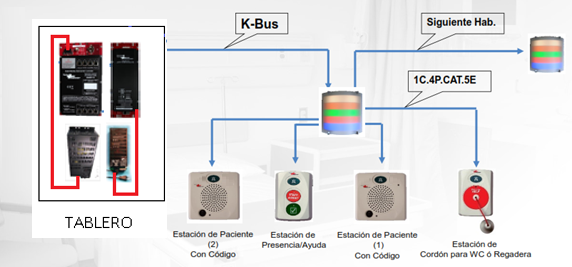 K-Bus
Siguiente Hab.
1C.4P.CAT.5E
TABLERO
Estación de Paciente
(2)
Con Código
Estación de
Presencia/Ayuda
Estación de Paciente
(1)
Con Código
Estación de
Cordón para WC ó Regadera